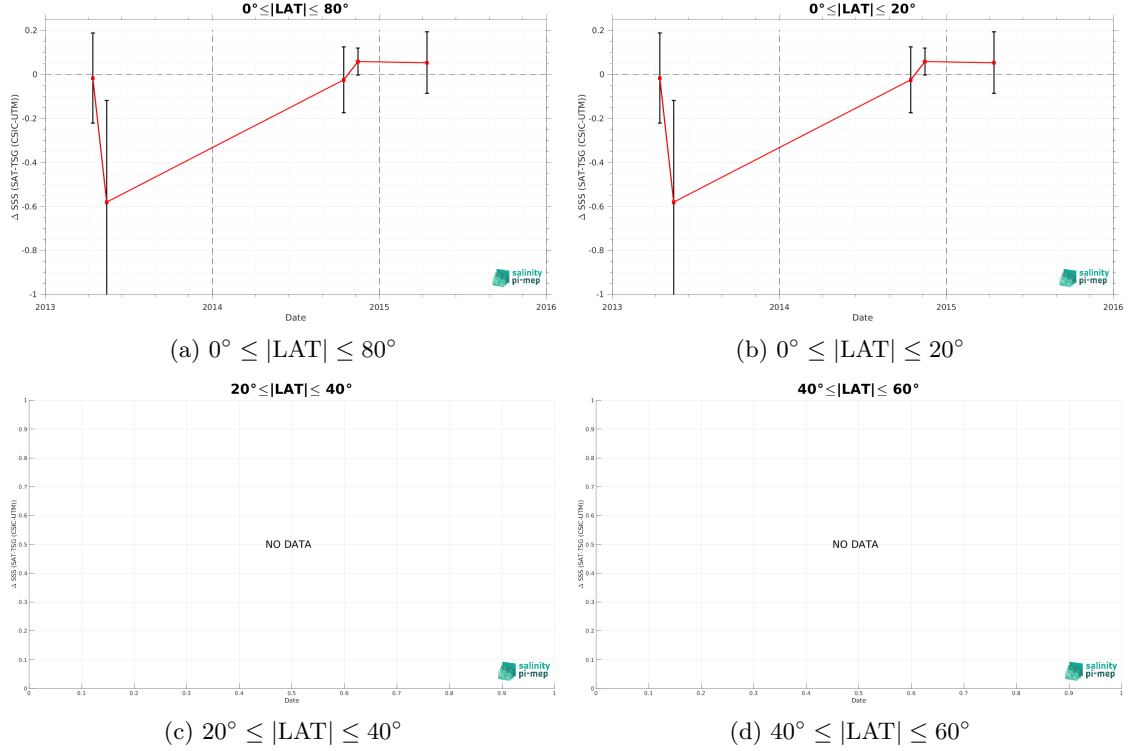 0°≤|LAT|≤ 80°
0.2
0
-0.2
-0.4
-0.6
-0.8
-1
Δ SSS (SAT-TSG (CSIC-UTM))
2013
2014
2015
2016
Date
salinity
pi-mep
(a) 0° ≤ |LAT| ≤ 80°
0°≤|LAT|≤ 20°
0.2
0
-0.2
-0.4
-0.6
-0.8
-1
Δ SSS (SAT-TSG (CSIC-UTM))
2013
2014
2015
2016
Date
salinity
pi-mep
(b) 0° ≤ |LAT| ≤ 20°
20°≤|LAT|≤ 40°
1
0.9
0.8
0.7
0.6
0.5
0.4
0.3
0.2
0.1
0
Δ SSS (SAT-TSG (CSIC-UTM))
NO DATA
0
0.1
0.2
0.3
0.4
0.5
0.6
0.7
0.8
0.9
1
Date
salinity
pi-mep
(c) 20° ≤ |LAT| ≤ 40°
40°≤|LAT|≤ 60°
1
0.9
0.8
0.7
0.6
0.5
0.4
0.3
0.2
0.1
0
Δ SSS (SAT-TSG (CSIC-UTM))
NO DATA
0
0.1
0.2
0.3
0.4
0.5
0.6
0.7
0.8
0.9
1
Date
salinity
pi-mep
(d) 40° ≤ |LAT| ≤ 60°